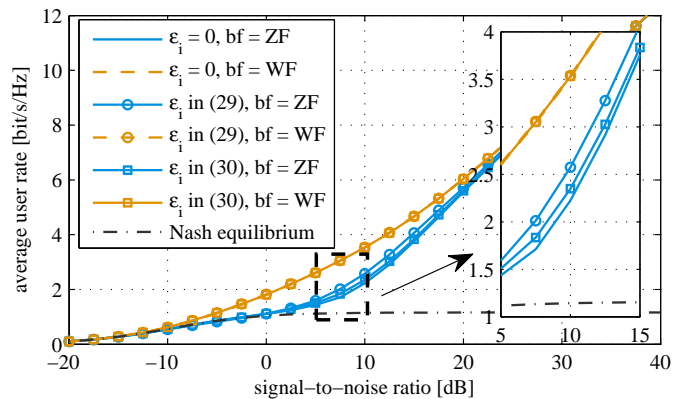 12
10
8
6
4
2
0
average user rate [bit/s/Hz]
ε_i = 0, bf = ZF
ε_i = 0, bf = WF
ε_i in (29), bf = ZF
ε_i in (29), bf = WF
ε_i in (30), bf = ZF
ε_i in (30), bf = WF
Nash equilibrium
4
3.5
3
2.5
2
1.5
1
5 10 15
−20 −10 0 10 20 30 40
signal−to−noise ratio [dB]